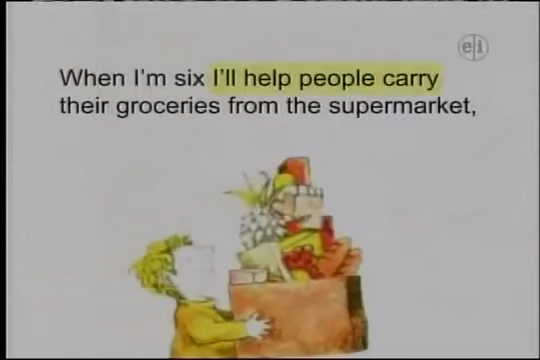 e|i
When I'm six I'll help people carry
their groceries from the supermarket,